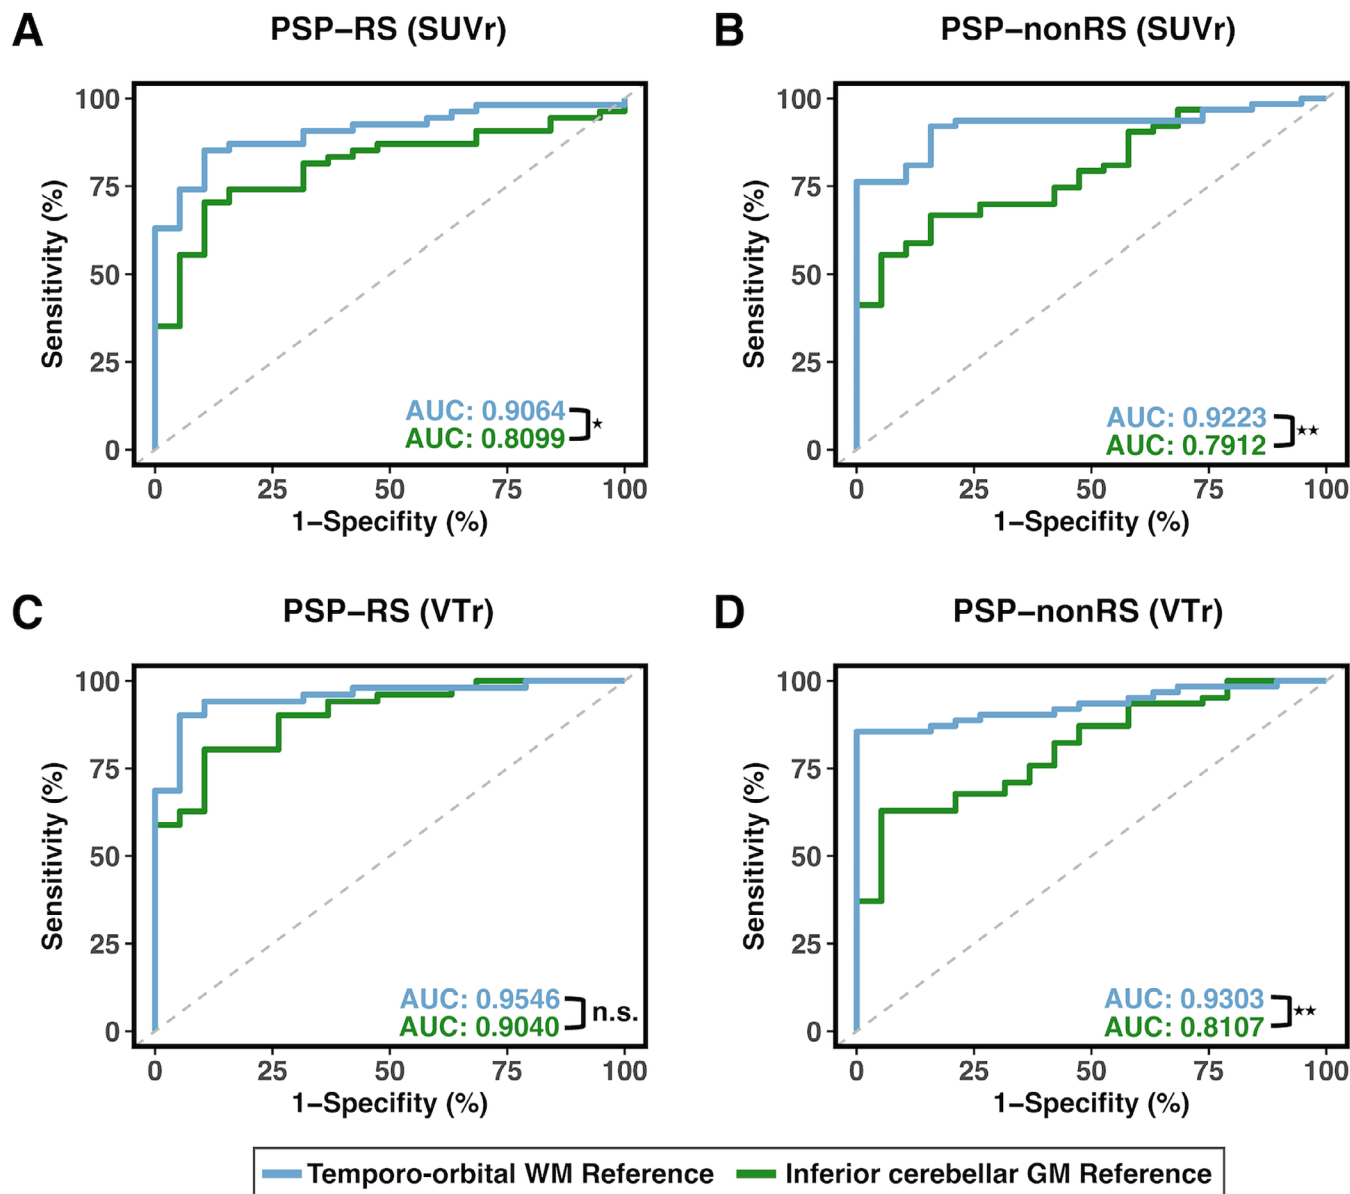 A
PSP–RS (SUVr)
100
75
50
25
0
Sensitivity (%)
AUC: 0.9064
AUC: 0.8099
★
0 25 50 75 100
1–Specifity (%)
B
PSP–nonRS (SUVr)
100
75
50
25
0
Sensitivity (%)
AUC: 0.9223
AUC: 0.7912
★★
0 25 50 75 100
1–Specifity (%)
C
PSP–RS (VTr)
100
75
50
25
0
Sensitivity (%)
AUC: 0.9546
AUC: 0.9040
n.s.
0 25 50 75 100
1–Specifity (%)
D
PSP–nonRS (VTr)
100
75
50
25
0
Sensitivity (%)
AUC: 0.9303
AUC: 0.8107
★★
0 25 50 75 100
1–Specifity (%)
Temporo-orbital WM Reference Inferior cerebellar GM Reference